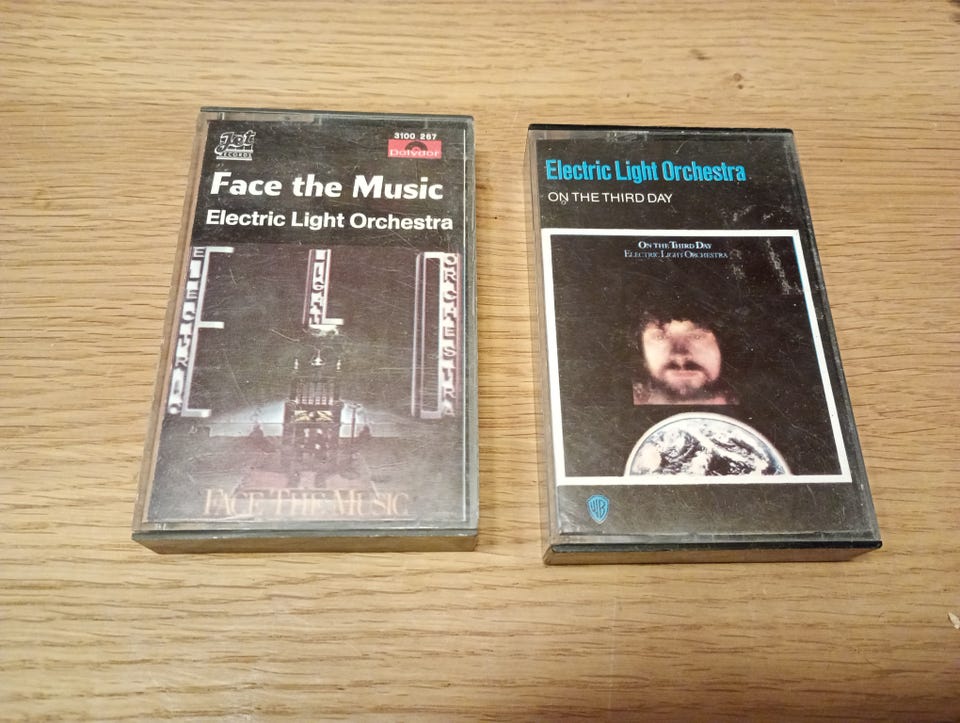 Jet
RECORDS
3100 267
Polydor
Face the Music
Electric Light Orchestra
ELECTRIC
LIGHT
ORCHESTRA
FACE THE MUSIC
Electric Light Orchestra
ON THE THIRD DAY
ON THE THIRD DAY
ELECTRIC LIGHT ORCHESTRA
WB